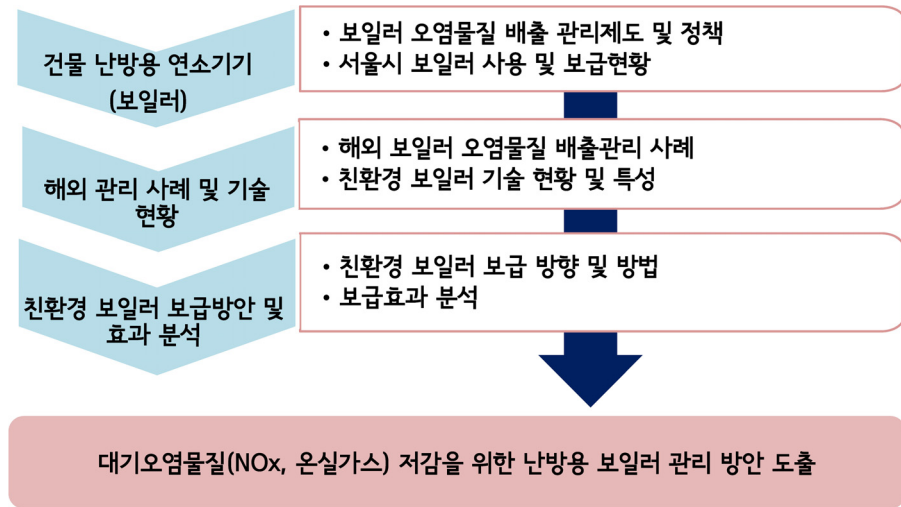 건물 난방용 연소기기
(보일러)
• 보일러 오염물질 배출 관리제도 및 정책
• 서울시 보일러 사용 및 보급현황
해외 관리 사례 및 기술
현황
• 해외 보일러 오염물질 배출관리 사례
• 친환경 보일러 기술 현황 및 특성
친환경 보일러 보급방안 및
효과 분석
• 친환경 보일러 보급 방향 및 방법
• 보급효과 분석
대기오염물질(NOx, 온실가스) 저감을 위한 난방용 보일러 관리 방안 도출